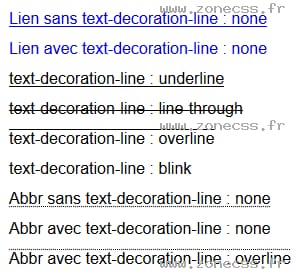 www.zonecss.fr
Lien sans text-decoration-line : none
Lien avec text-decoration-line : none
text-decoration-line : underline
text-decoration-line : line-through
www.zonecss.fr
text-decoration-line : overline
text-decoration-line : blink
Abbr sans text-decoration-line : none
Abbr avec text-decoration-line : none
Abbr avec text-decoration-line : overline
www.zonecss.fr